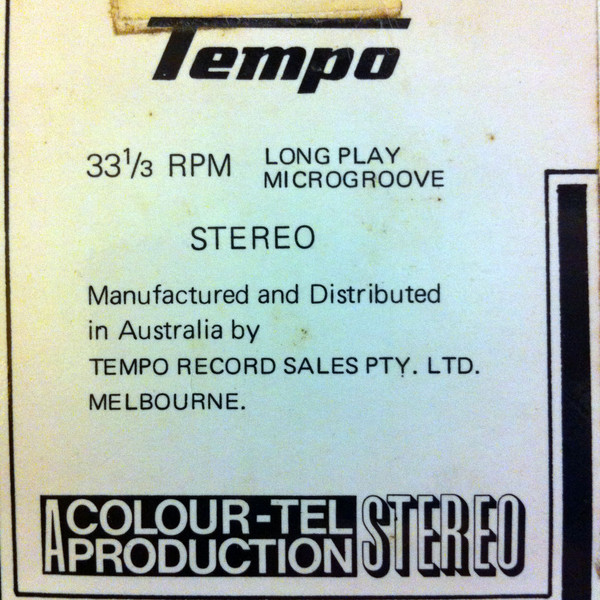 Tempo
33⅓ RPM LONG PLAY
MICROGROOVE
STEREO
Manufactured and Distributed
in Australia by
TEMPO RECORD SALES PTY. LTD.
MELBOURNE.
A COLOUR-TEL
PRODUCTION STEREO